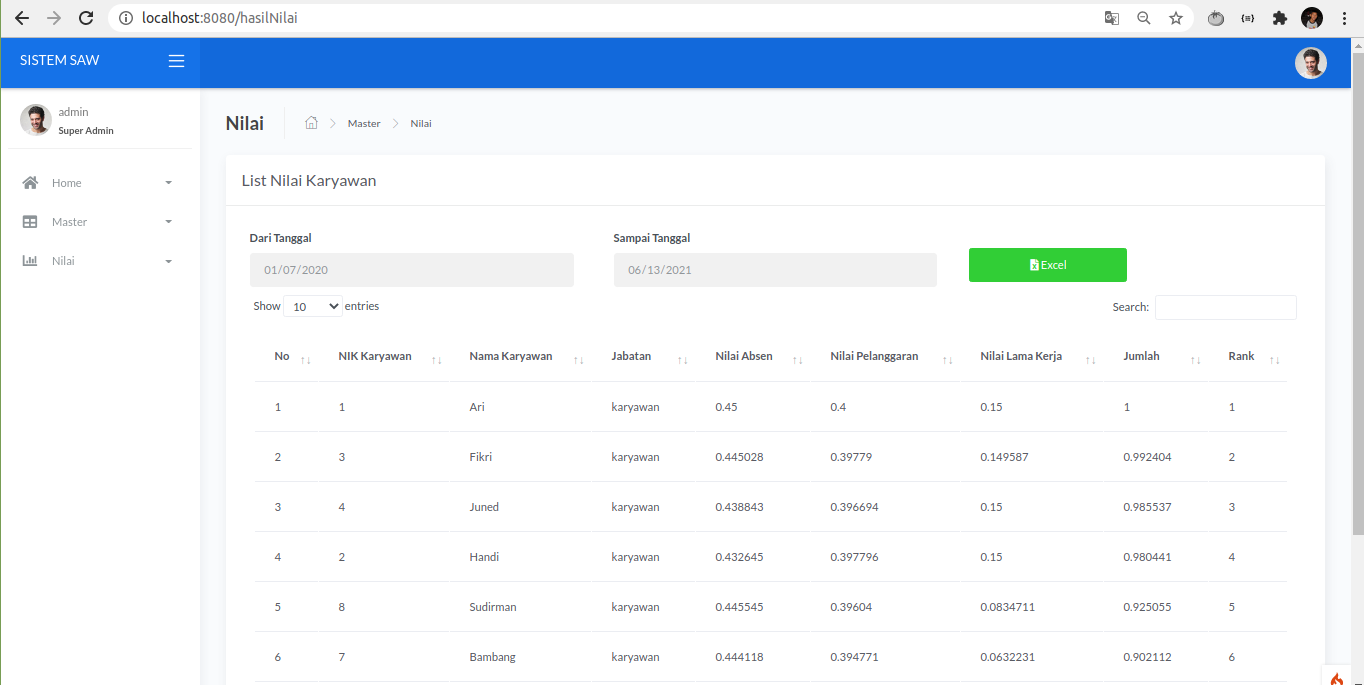 localhost:8080/hasilNilai
SISTEM SAW
admin
Super Admin
Home
Master
Nilai
Nilai Master Nilai
List Nilai Karyawan
Dari Tanggal Sampai Tanggal
01/07/2020 06/13/2021 Excel
Show 10 entries Search:
No NIK Karyawan Nama Karyawan Jabatan Nilai Absen Nilai Pelanggaran Nilai Lama Kerja Jumlah Rank
1 1 Ari karyawan 0.45 0.4 0.15 1 1
2 3 Fikri karyawan 0.445028 0.39779 0.149587 0.992404 2
3 4 Juned karyawan 0.438843 0.396694 0.15 0.985537 3
4 2 Handi karyawan 0.432645 0.397796 0.15 0.980441 4
5 8 Sudirman karyawan 0.445545 0.39604 0.0834711 0.925055 5
6 7 Bambang karyawan 0.444118 0.394771 0.0632231 0.902112 6